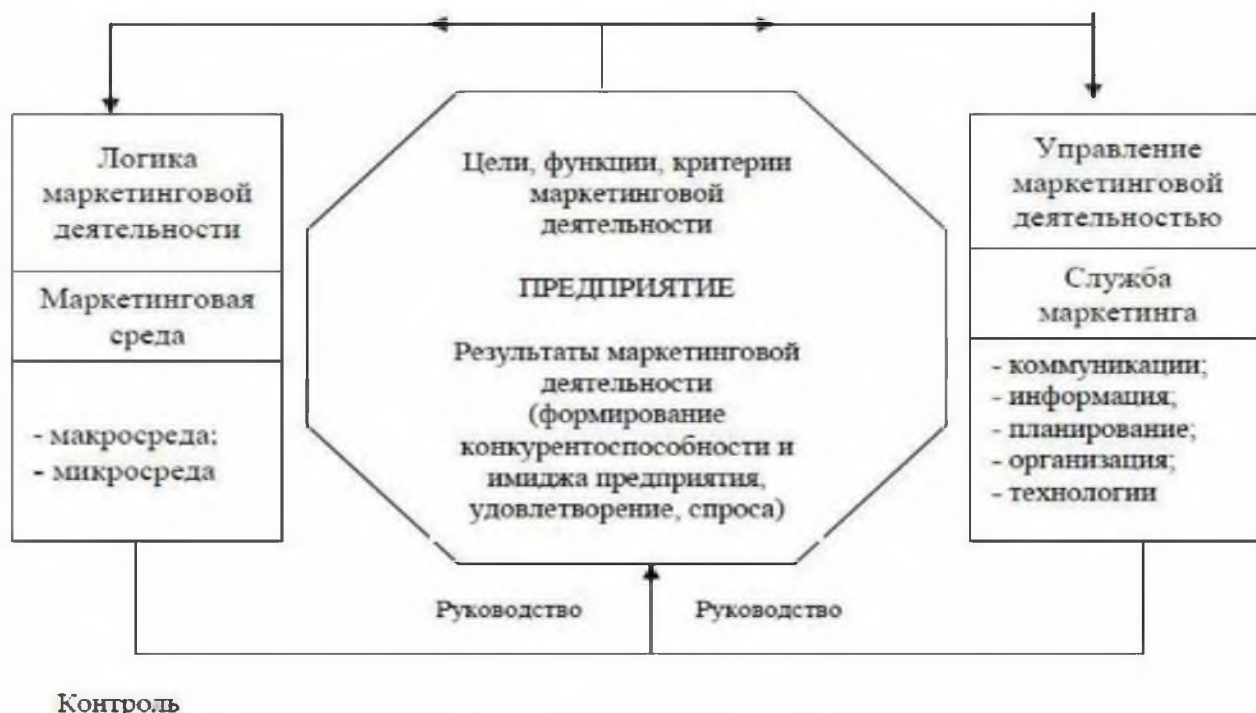 Логика
маркетинговой
деятельности
Маркетинговая
среда
- макросреда;
- микросреда
Цели, функции, критерии
маркетинговой
деятельности
ПРЕДПРИЯТИЕ
Результаты маркетинговой
деятельности
(формирование
конкурентоспособности и
имиджа предприятия,
удовлетворение, спроса)
Управление
маркетинговой
деятельностью
Служба
маркетинга
- коммуникации;
- информация;
- планирование;
- организация;
- технологии
Руководство
Руководство
Контроль